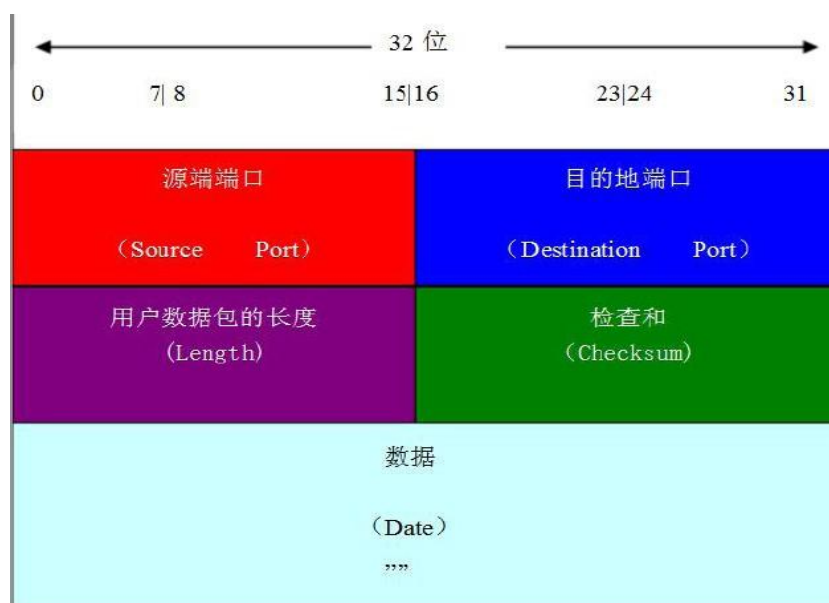 32 位
0 7| 8 15|16 23|24 31
源端端口 目的地端口
（Source Port） （Destination Port）
用户数据包的长度 检查和
(Length) （Checksum)
数据
（Date）
””